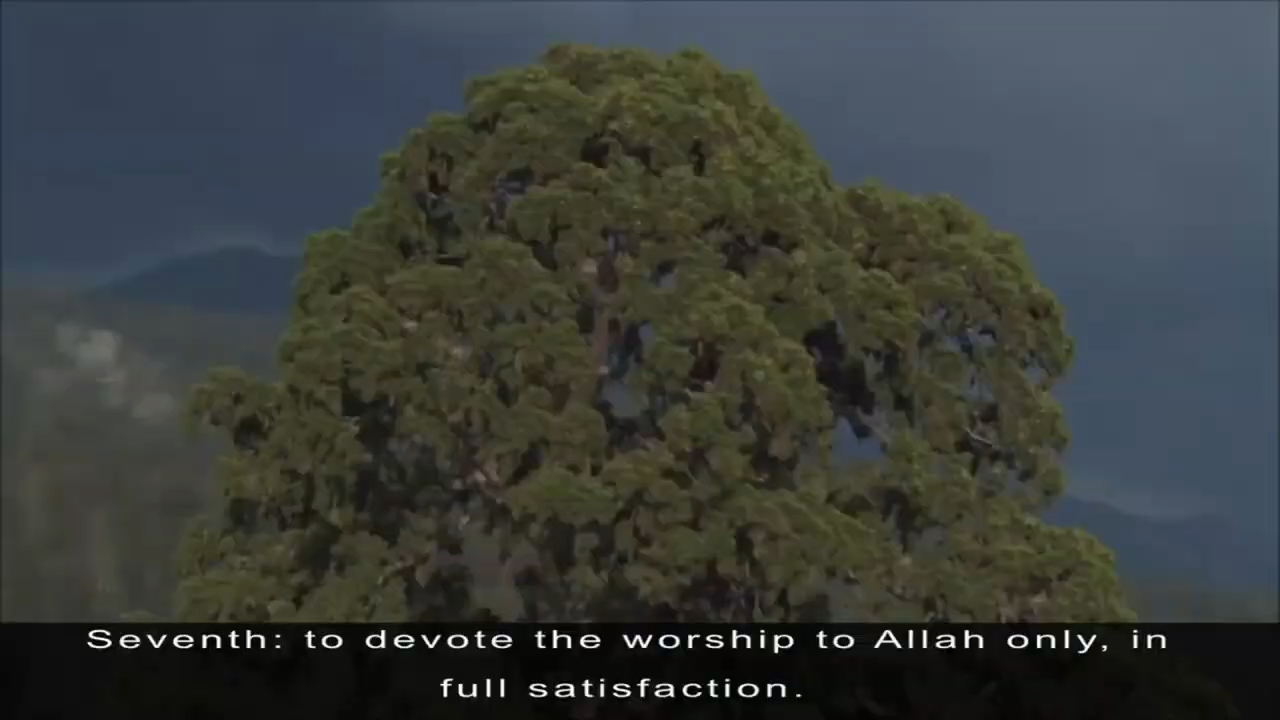 Seventh: to devote the worship to Allah only, in
full satisfaction.